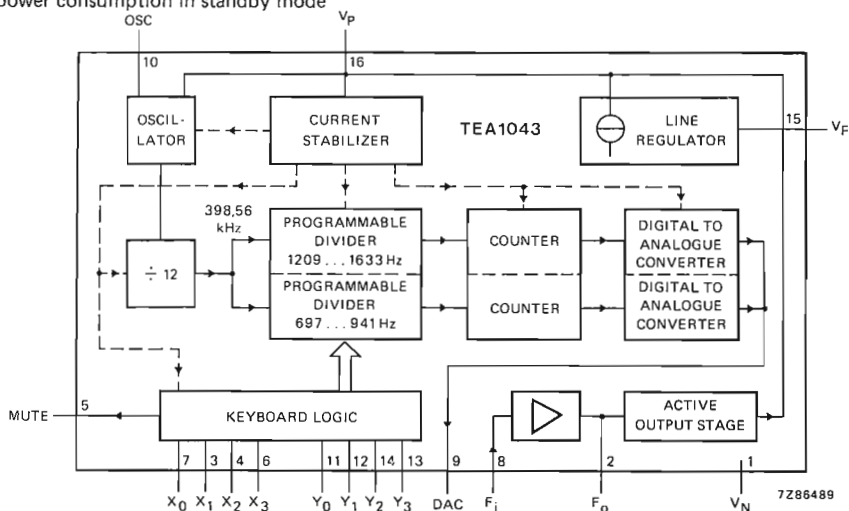 power consumption in standby mode
OSC
V_P
10
16
OSCIL-
LATOR
CURRENT
STABILIZER
TEA1043
LINE
REGULATOR
15
V_F
398,56
kHz
÷ 12
PROGRAMMABLE
DIVIDER
1209 ... 1633 Hz
COUNTER
DIGITAL TO
ANALOGUE
CONVERTER
PROGRAMMABLE
DIVIDER
697 ... 941 Hz
COUNTER
DIGITAL TO
ANALOGUE
CONVERTER
MUTE
5
KEYBOARD LOGIC
ACTIVE
OUTPUT STAGE
7 3 4 6 11 12 14 13 9 8 2 1
X0 X1 X2 X3 Y0 Y1 Y2 Y3 DAC Fi Fo VN
7Z86489